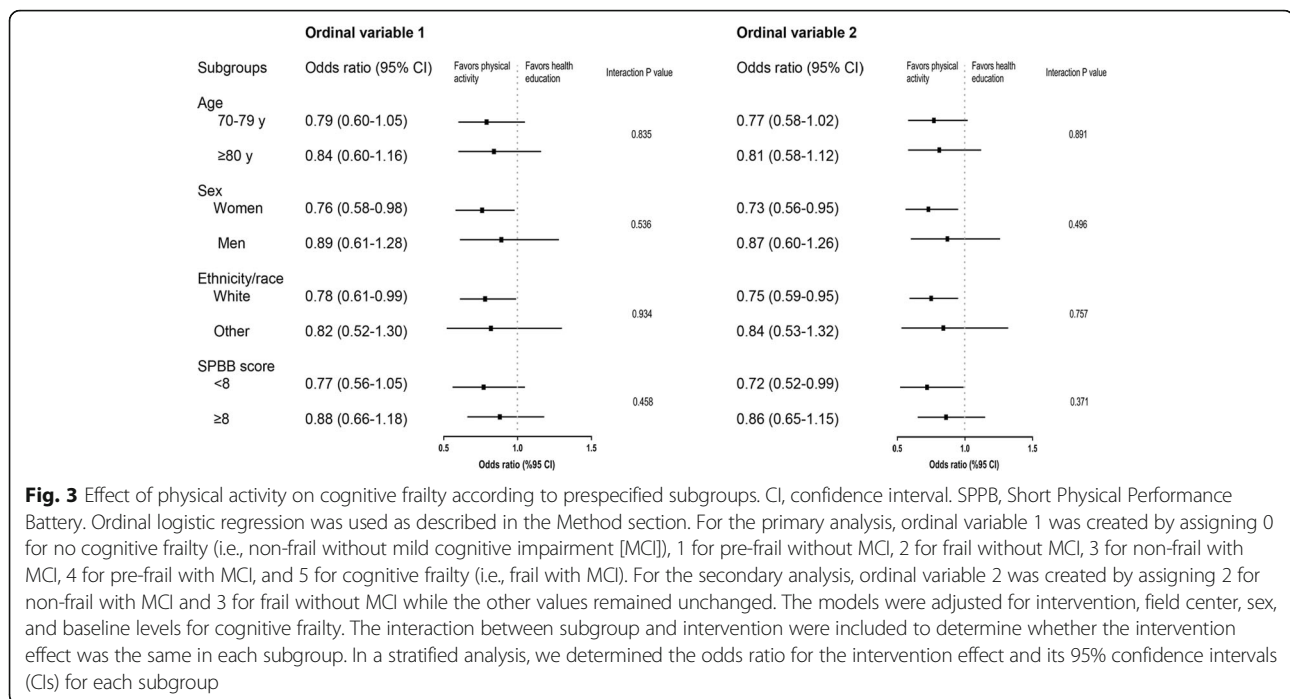 Ordinal variable 1 Ordinal variable 2
Subgroups Odds ratio (95% CI) Favors physical activity Favors health education Interaction P value Odds ratio (95% CI) Favors physical activity Favors health education Interaction P value
Age
70-79 y 0.79 (0.60-1.05) 0.77 (0.58-1.02)
0.835 0.891
≥80 y 0.84 (0.60-1.16) 0.81 (0.58-1.12)
Sex
Women 0.76 (0.58-0.98) 0.73 (0.56-0.95)
0.536 0.496
Men 0.89 (0.61-1.28) 0.87 (0.60-1.26)
Ethnicity/race
White 0.78 (0.61-0.99) 0.75 (0.59-0.95)
0.934 0.757
Other 0.82 (0.52-1.30) 0.84 (0.53-1.32)
SPBB score
<8 0.77 (0.56-1.05) 0.72 (0.52-0.99)
0.458 0.371
≥8 0.88 (0.66-1.18) 0.86 (0.65-1.15)
0.5 1.0 1.5 0.5 1.0 1.5
Odds ratio (%95 CI) Odds ratio (%95 CI)
Fig. 3 Effect of physical activity on cognitive frailty according to prespecified subgroups. CI, confidence interval. SPPB, Short Physical Performance
Battery. Ordinal logistic regression was used as described in the Method section. For the primary analysis, ordinal variable 1 was created by assigning 0
for no cognitive frailty (i.e., non-frail without mild cognitive impairment [MCI]), 1 for pre-frail without MCI, 2 for frail without MCI, 3 for non-frail with
MCI, 4 for pre-frail with MCI, and 5 for cognitive frailty (i.e., frail with MCI). For the secondary analysis, ordinal variable 2 was created by assigning 2 for
non-frail with MCI and 3 for frail without MCI while the other values remained unchanged. The models were adjusted for intervention, field center, sex,
and baseline levels for cognitive frailty. The interaction between subgroup and intervention were included to determine whether the intervention
effect was the same in each subgroup. In a stratified analysis, we determined the odds ratio for the intervention effect and its 95% confidence intervals
(CIs) for each subgroup